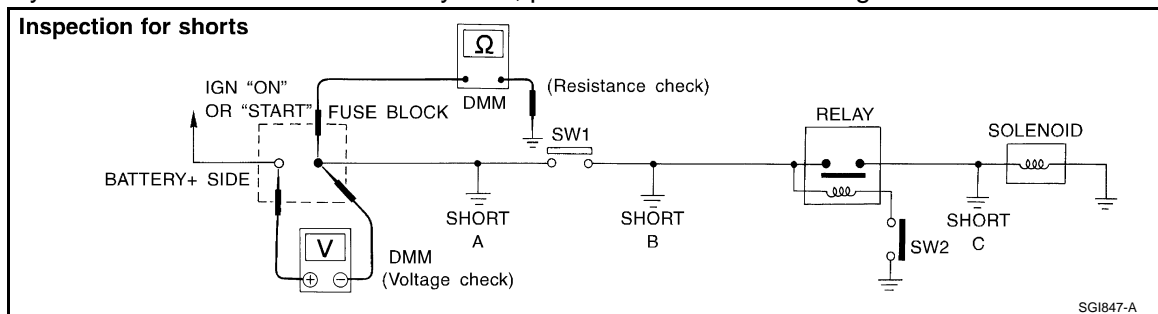 Inspection for shorts
Ω
IGN "ON"
OR "START"
FUSE BLOCK
DMM
(Resistance check)
SW1
RELAY
SOLENOID
BATTERY+ SIDE
SHORT
A
SHORT
B
SHORT
C
SW2
V
+ −
DMM
(Voltage check)
SGI847-A